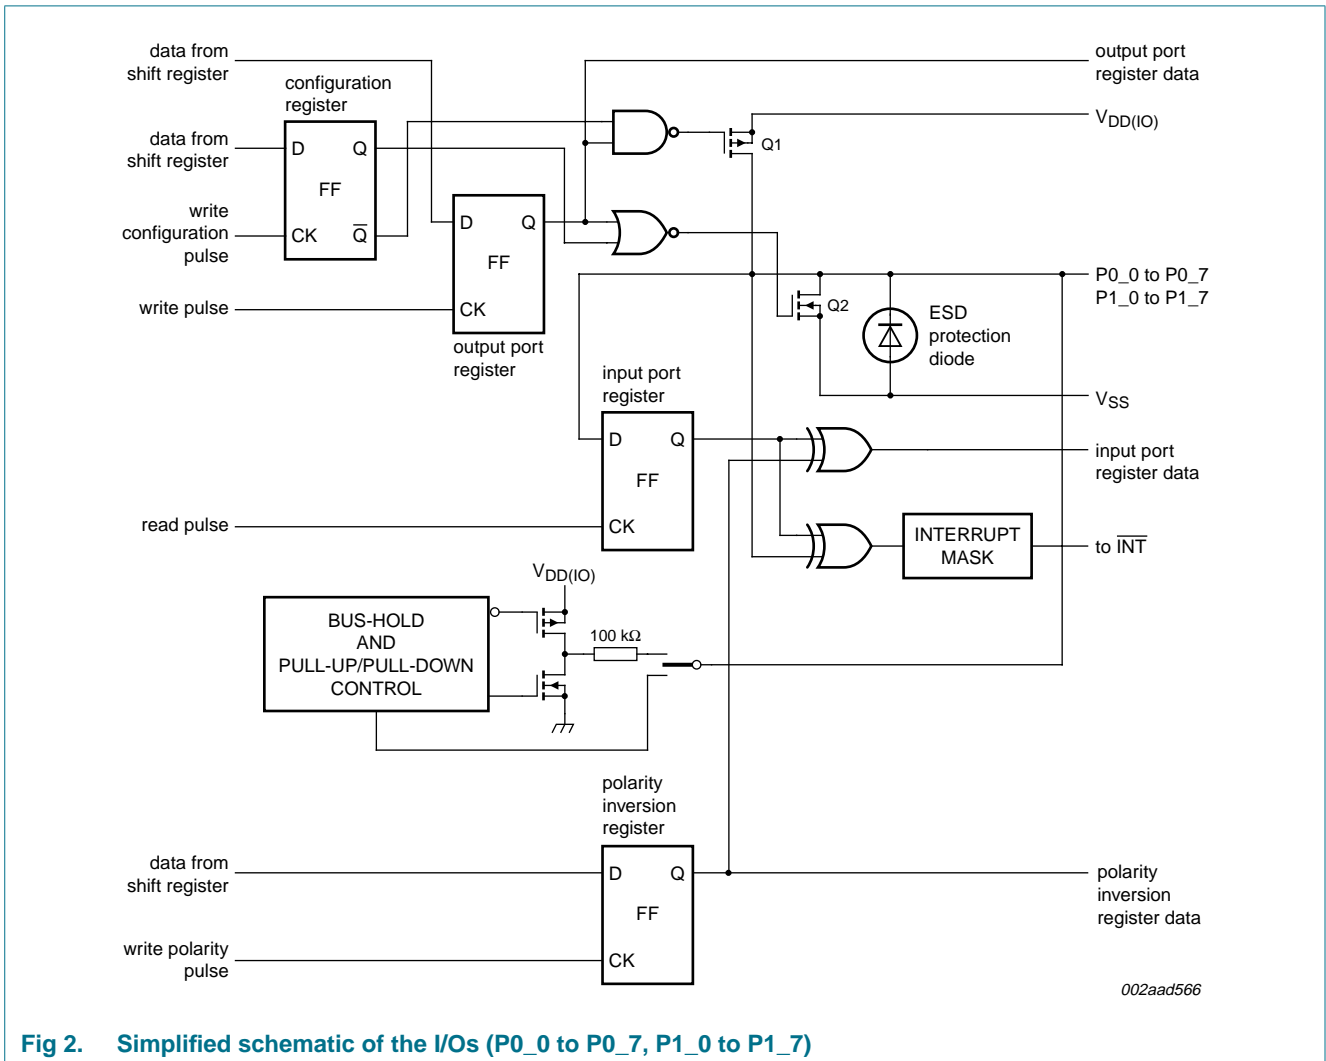 data from
shift register
configuration
register
data from
shift register
D
Q
FF
write
configuration
pulse
CK
Q̅
write pulse
D
Q
FF
CK
output port
register
output port
register data
VDD(IO)
Q1
P0_0 to P0_7
P1_0 to P1_7
Q2
ESD
protection
diode
VSS
input port
register
D
Q
FF
CK
read pulse
input port
register data
INTERRUPT
MASK
to I̅N̅T̅
VDD(IO)
BUS-HOLD
AND
PULL-UP/PULL-DOWN
CONTROL
100 kΩ
polarity
inversion
register
data from
shift register
D
Q
FF
CK
write polarity
pulse
polarity
inversion
register data
002aad566
Fig 2. Simplified schematic of the I/Os (P0_0 to P0_7, P1_0 to P1_7)